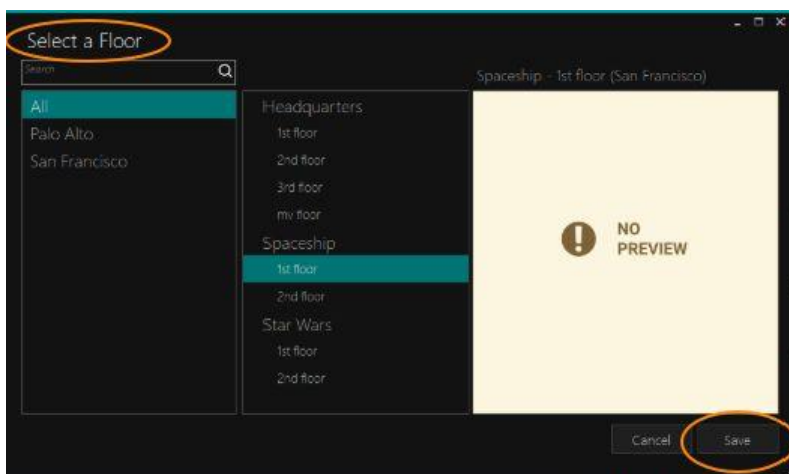 Select a Floor
Search
Spaceship - 1st floor (San Francisco)
All
Palo Alto
San Francisco
Headquarters
1st floor
2nd floor
3rd floor
mv floor
Spaceship
1st floor
2nd floor
Star Wars
1st floor
2nd floor
NO
PREVIEW
Cancel
Save